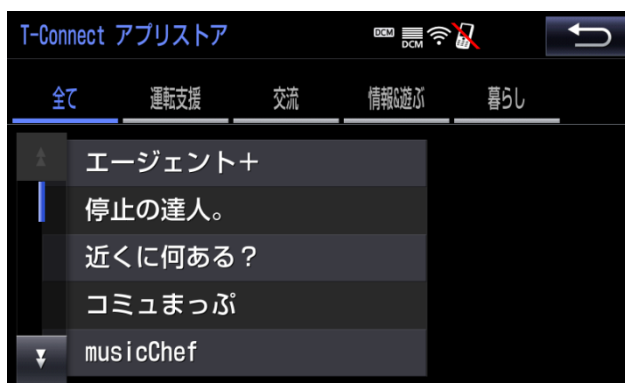 T-Connect アプリストア
DCM DCM
全て 運転支援 交流 情報&遊ぶ 暮らし
エージェント＋
停止の達人。
近くに何ある？
コミュまっぷ
musicChef